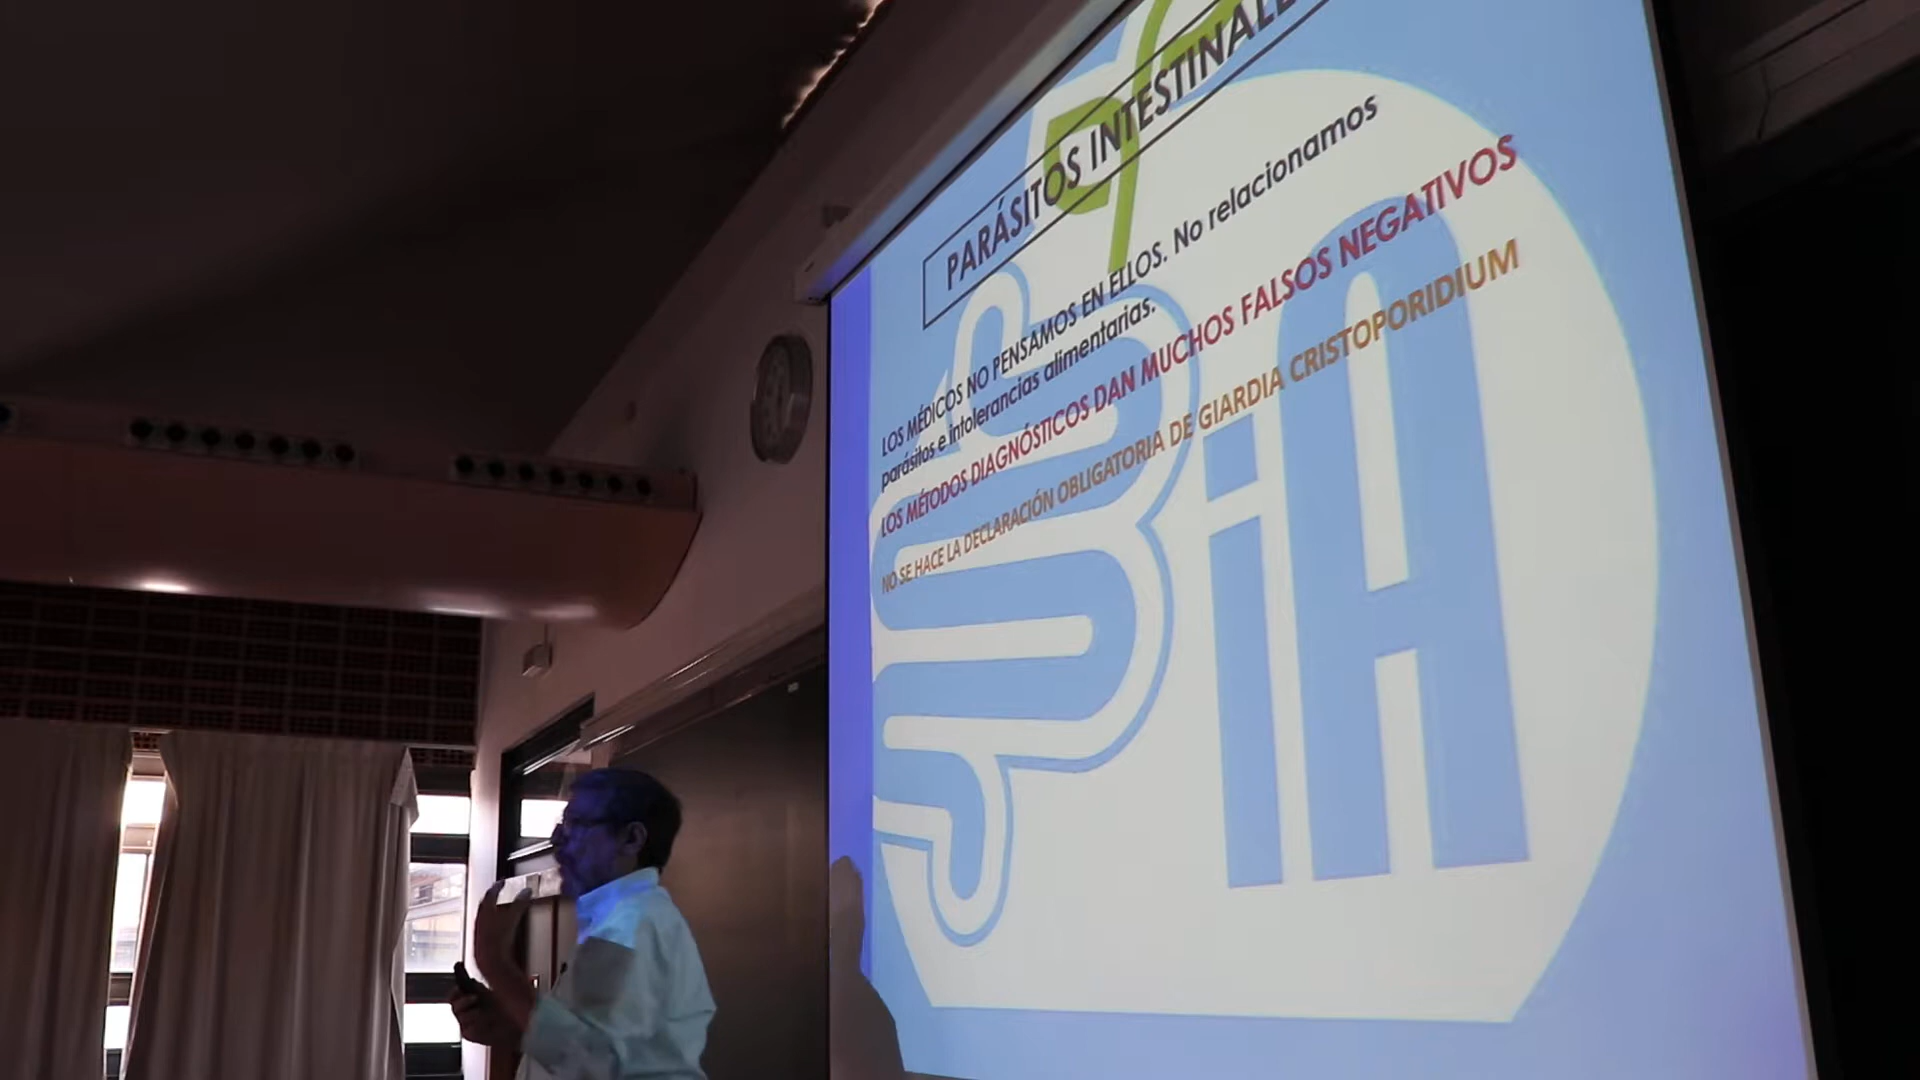 PARÁSITOS INTESTINALE
LOS MÉDICOS NO PENSAMOS EN ELLOS. No relacionamos
parásitos e intolerancias alimentarias.
LOS MÉTODOS DIAGNÓSTICOS DAN MUCHOS FALSOS NEGATIVOS
NO SE HACE LA DECLARACIÓN OBLIGATORIA DE GIARDIA CRISTOPORIDIUM
iA